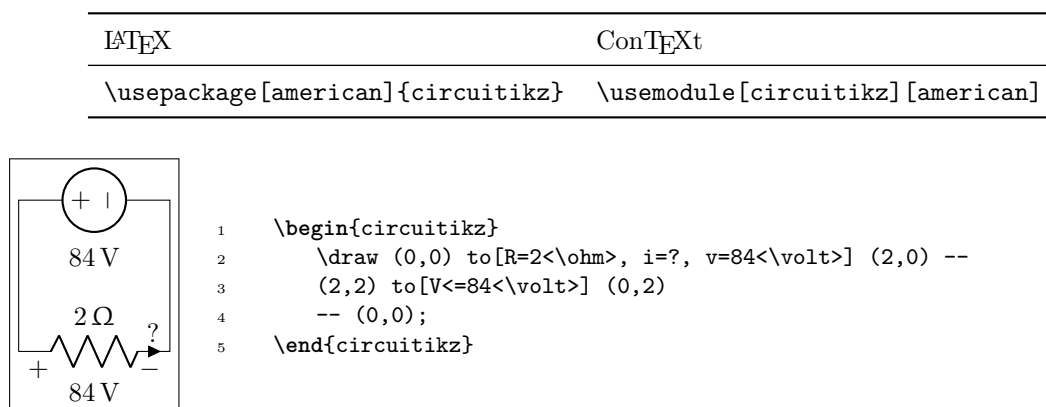 LATEX ConTEXt
\usepackage[american]{circuitikz} \usemodule[circuitikz][american]
+ −
84 V
2 Ω
?
+ −
84 V
1 \begin{circuitikz}
2 \draw (0,0) to[R=2<\ohm>, i=?, v=84<\volt>] (2,0) --
3 (2,2) to[V<=84<\volt>] (0,2)
4 -- (0,0);
5 \end{circuitikz}